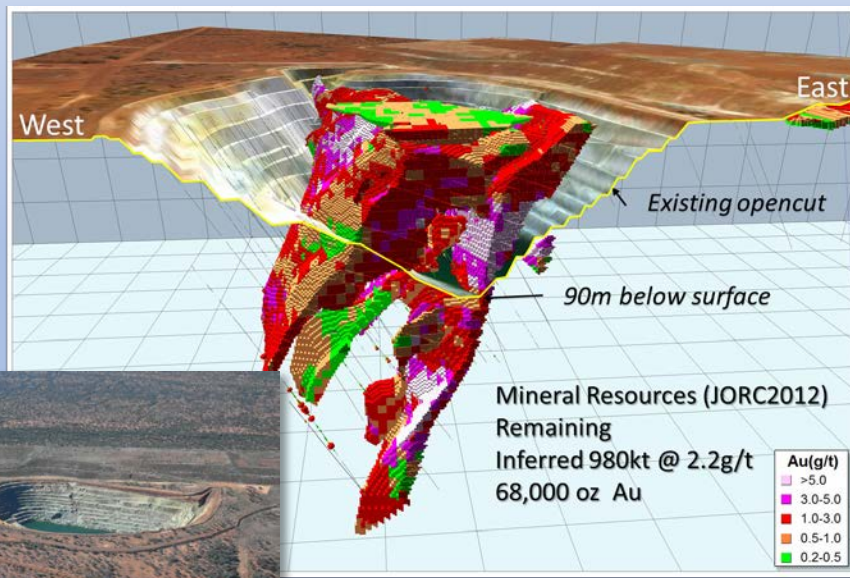 West
East
Existing opencut
90m below surface
Mineral Resources (JORC2012)
Remaining
Inferred 980kt @ 2.2g/t
68,000 oz  Au
Au(g/t)
>5.0
3.0-5.0
1.0-3.0
0.5-1.0
0.2-0.5